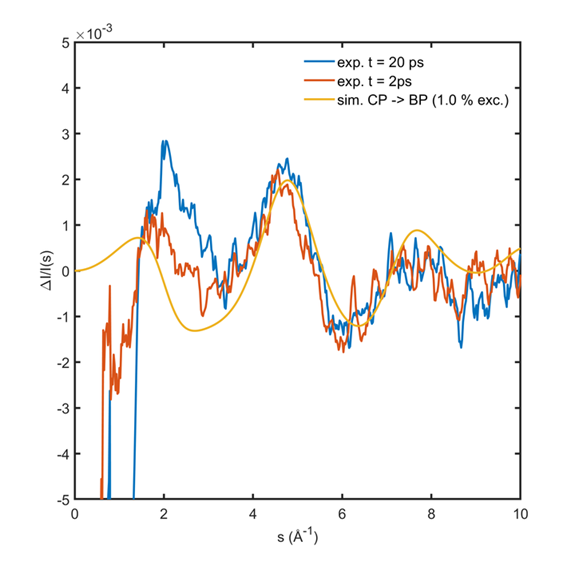 ×10⁻³
5
4
3
2
1
0
-1
-2
-3
-4
-5
ΔI/I(s)
exp. t = 20 ps
exp. t = 2ps
sim. CP -> BP (1.0 % exc.)
0 2 4 6 8 10
s (Å⁻¹)